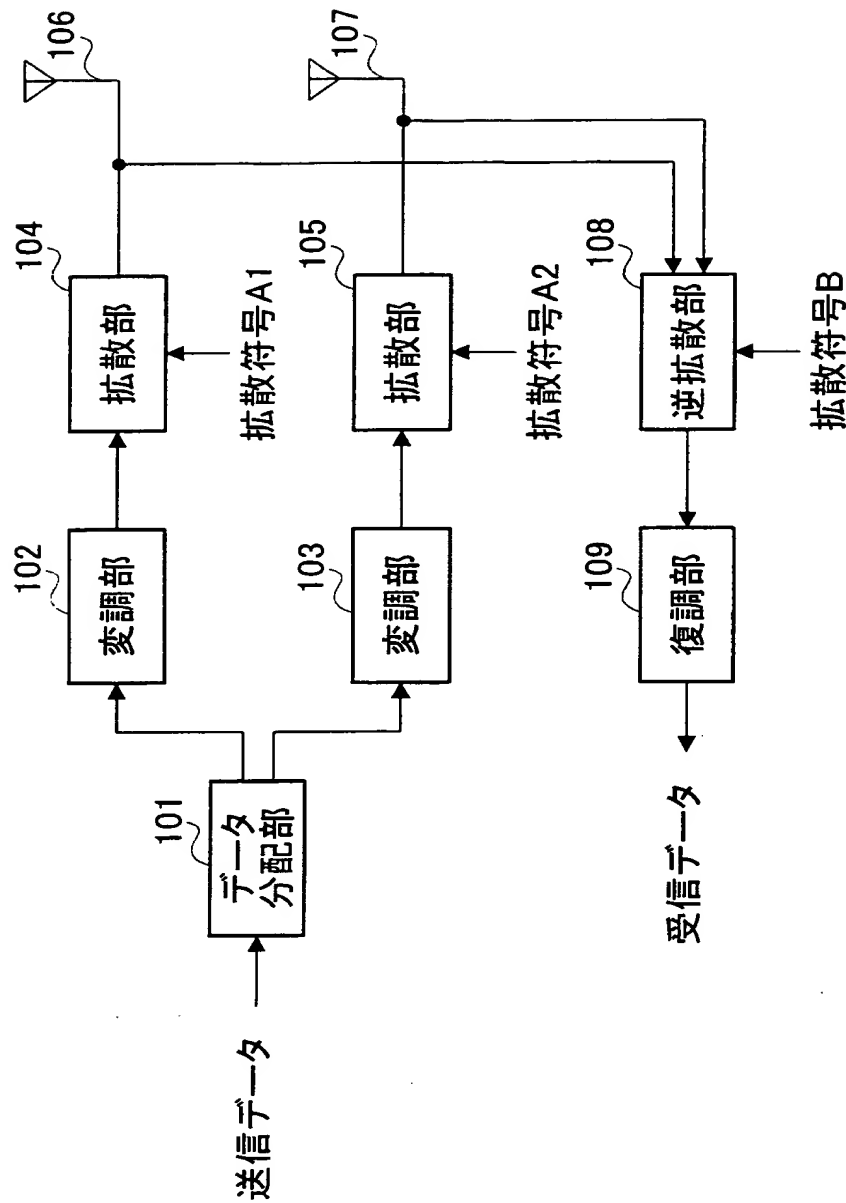 106
104
拡散部
拡散符号A1
102
変調部
107
105
拡散部
拡散符号A2
103
変調部
101
データ
分配部
送信データ
108
逆拡散部
拡散符号B
109
復調部
受信データ